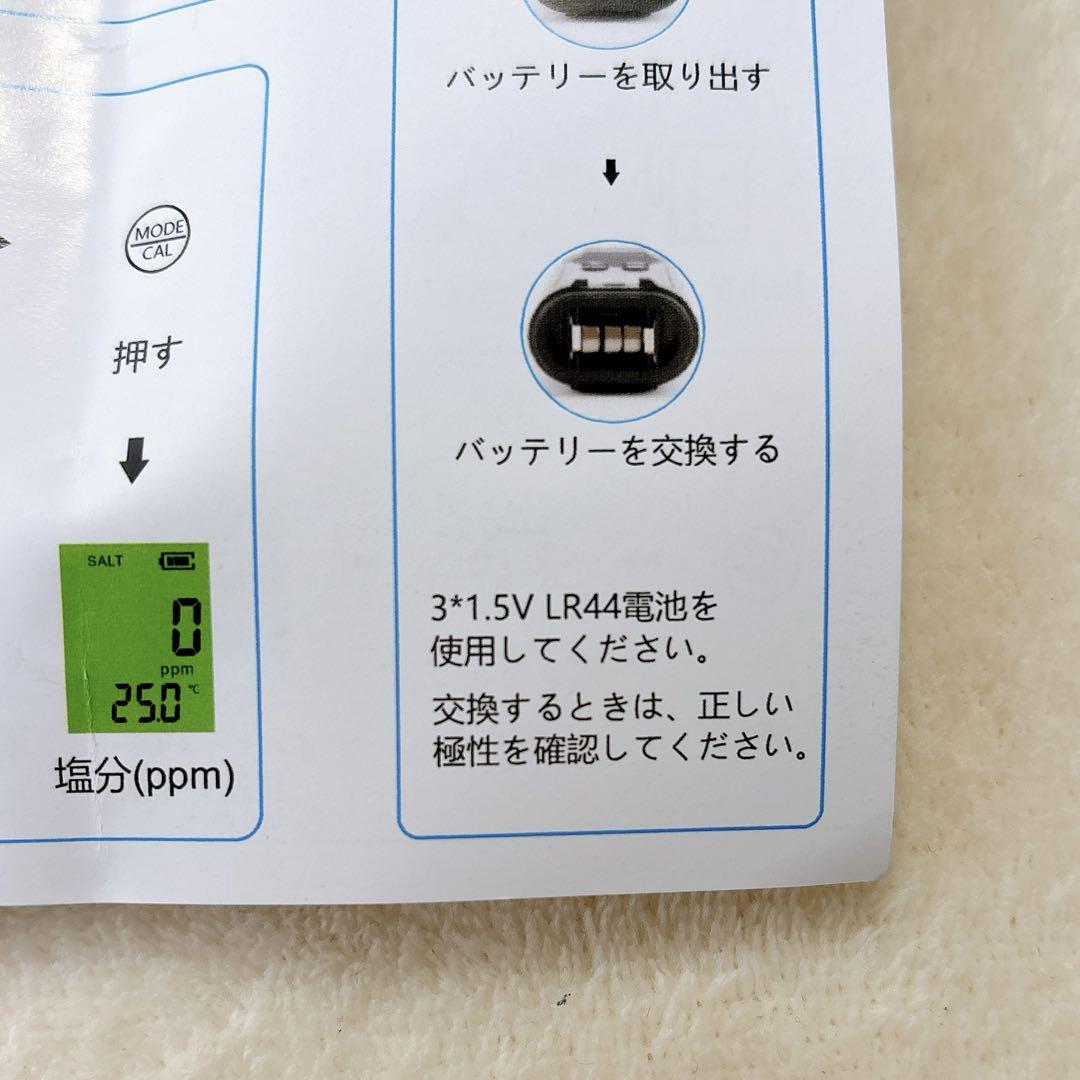 MODE
CAL
押す
SALT
0
ppm
25.0 ℃
塩分(ppm)
バッテリーを取り出す
バッテリーを交換する
3*1.5V LR44電池を
使用してください。
交換するときは、正しい
極性を確認してください。